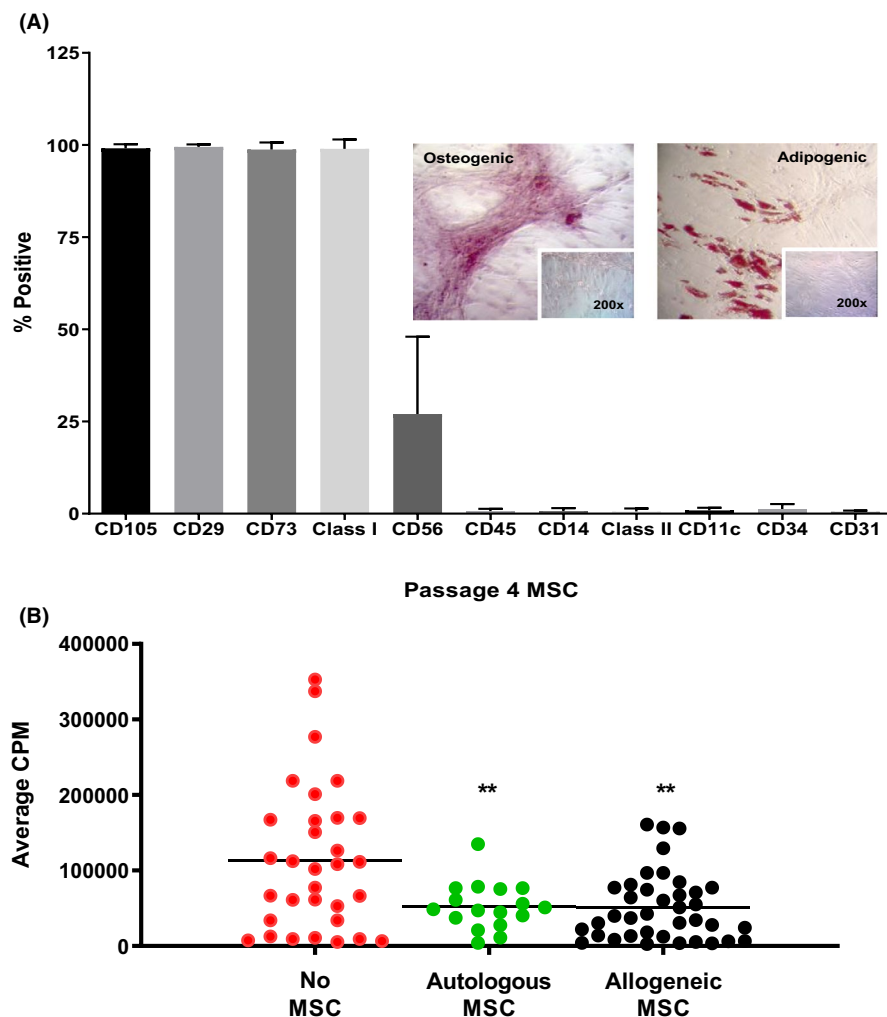 (A)
125
100
75
50
25
0
% Positive
Osteogenic
200x
Adipogenic
200x
CD105 CD29 CD73 Class I CD56 CD45 CD14 Class II CD11c CD34 CD31
Passage 4 MSC
(B)
400000
300000
200000
100000
0
Average CPM
** **
No MSC
Autologous MSC
Allogeneic MSC